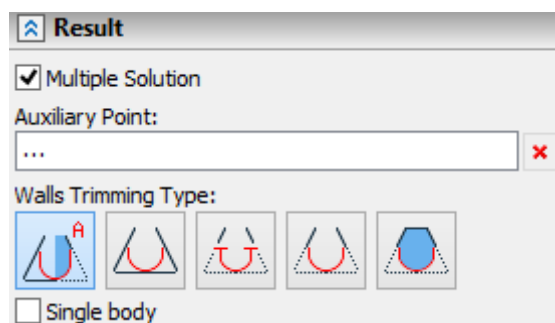 Result
Multiple Solution
Auxiliary Point:
...
Walls Trimming Type:
A
Single body